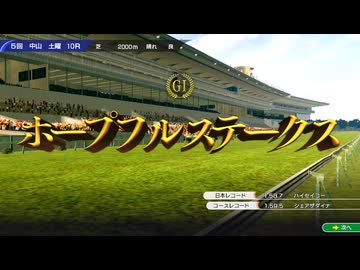 5回 中山 土曜 10R 芝 2000m 晴れ 良
GI
ホープフルステークス
日本レコード 1:58.7 ハイセイコー
コースレコード 1:59.5 シェアザダイナ
次へ